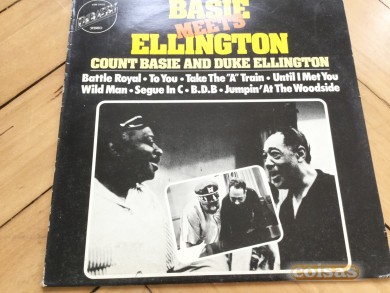 BASIE
MEETS
ELLINGTON
COUNT BASIE AND DUKE ELLINGTON
Battle Royal • To You • Take The "A" Train • Until I Met You
Wild Man • Segue In C • B.D.B • Jumpin' At The Woodside
coisas